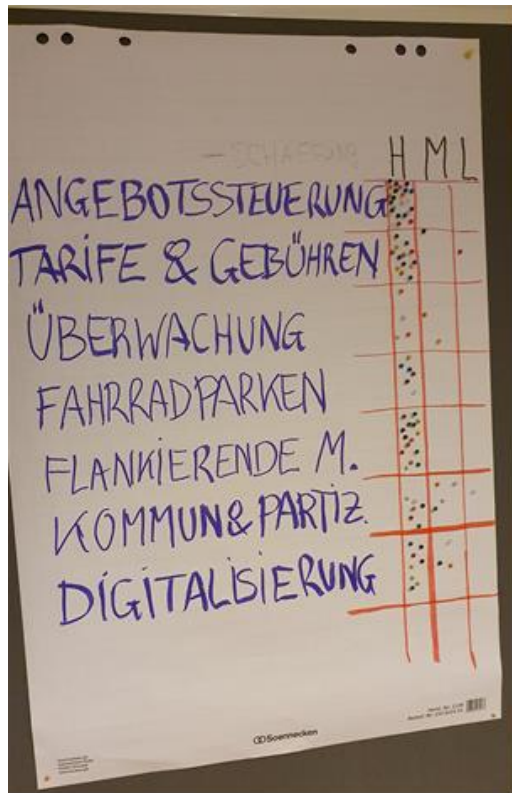 H M L
ANGEBOTSSTEUERUNG
TARIFE & GEBÜHREN
ÜBERWACHUNG
FAHRRADPARKEN
FLANKIERENDE M.
KOMMUN & PARTIZ.
DIGITALISIERUNG
Soennecken